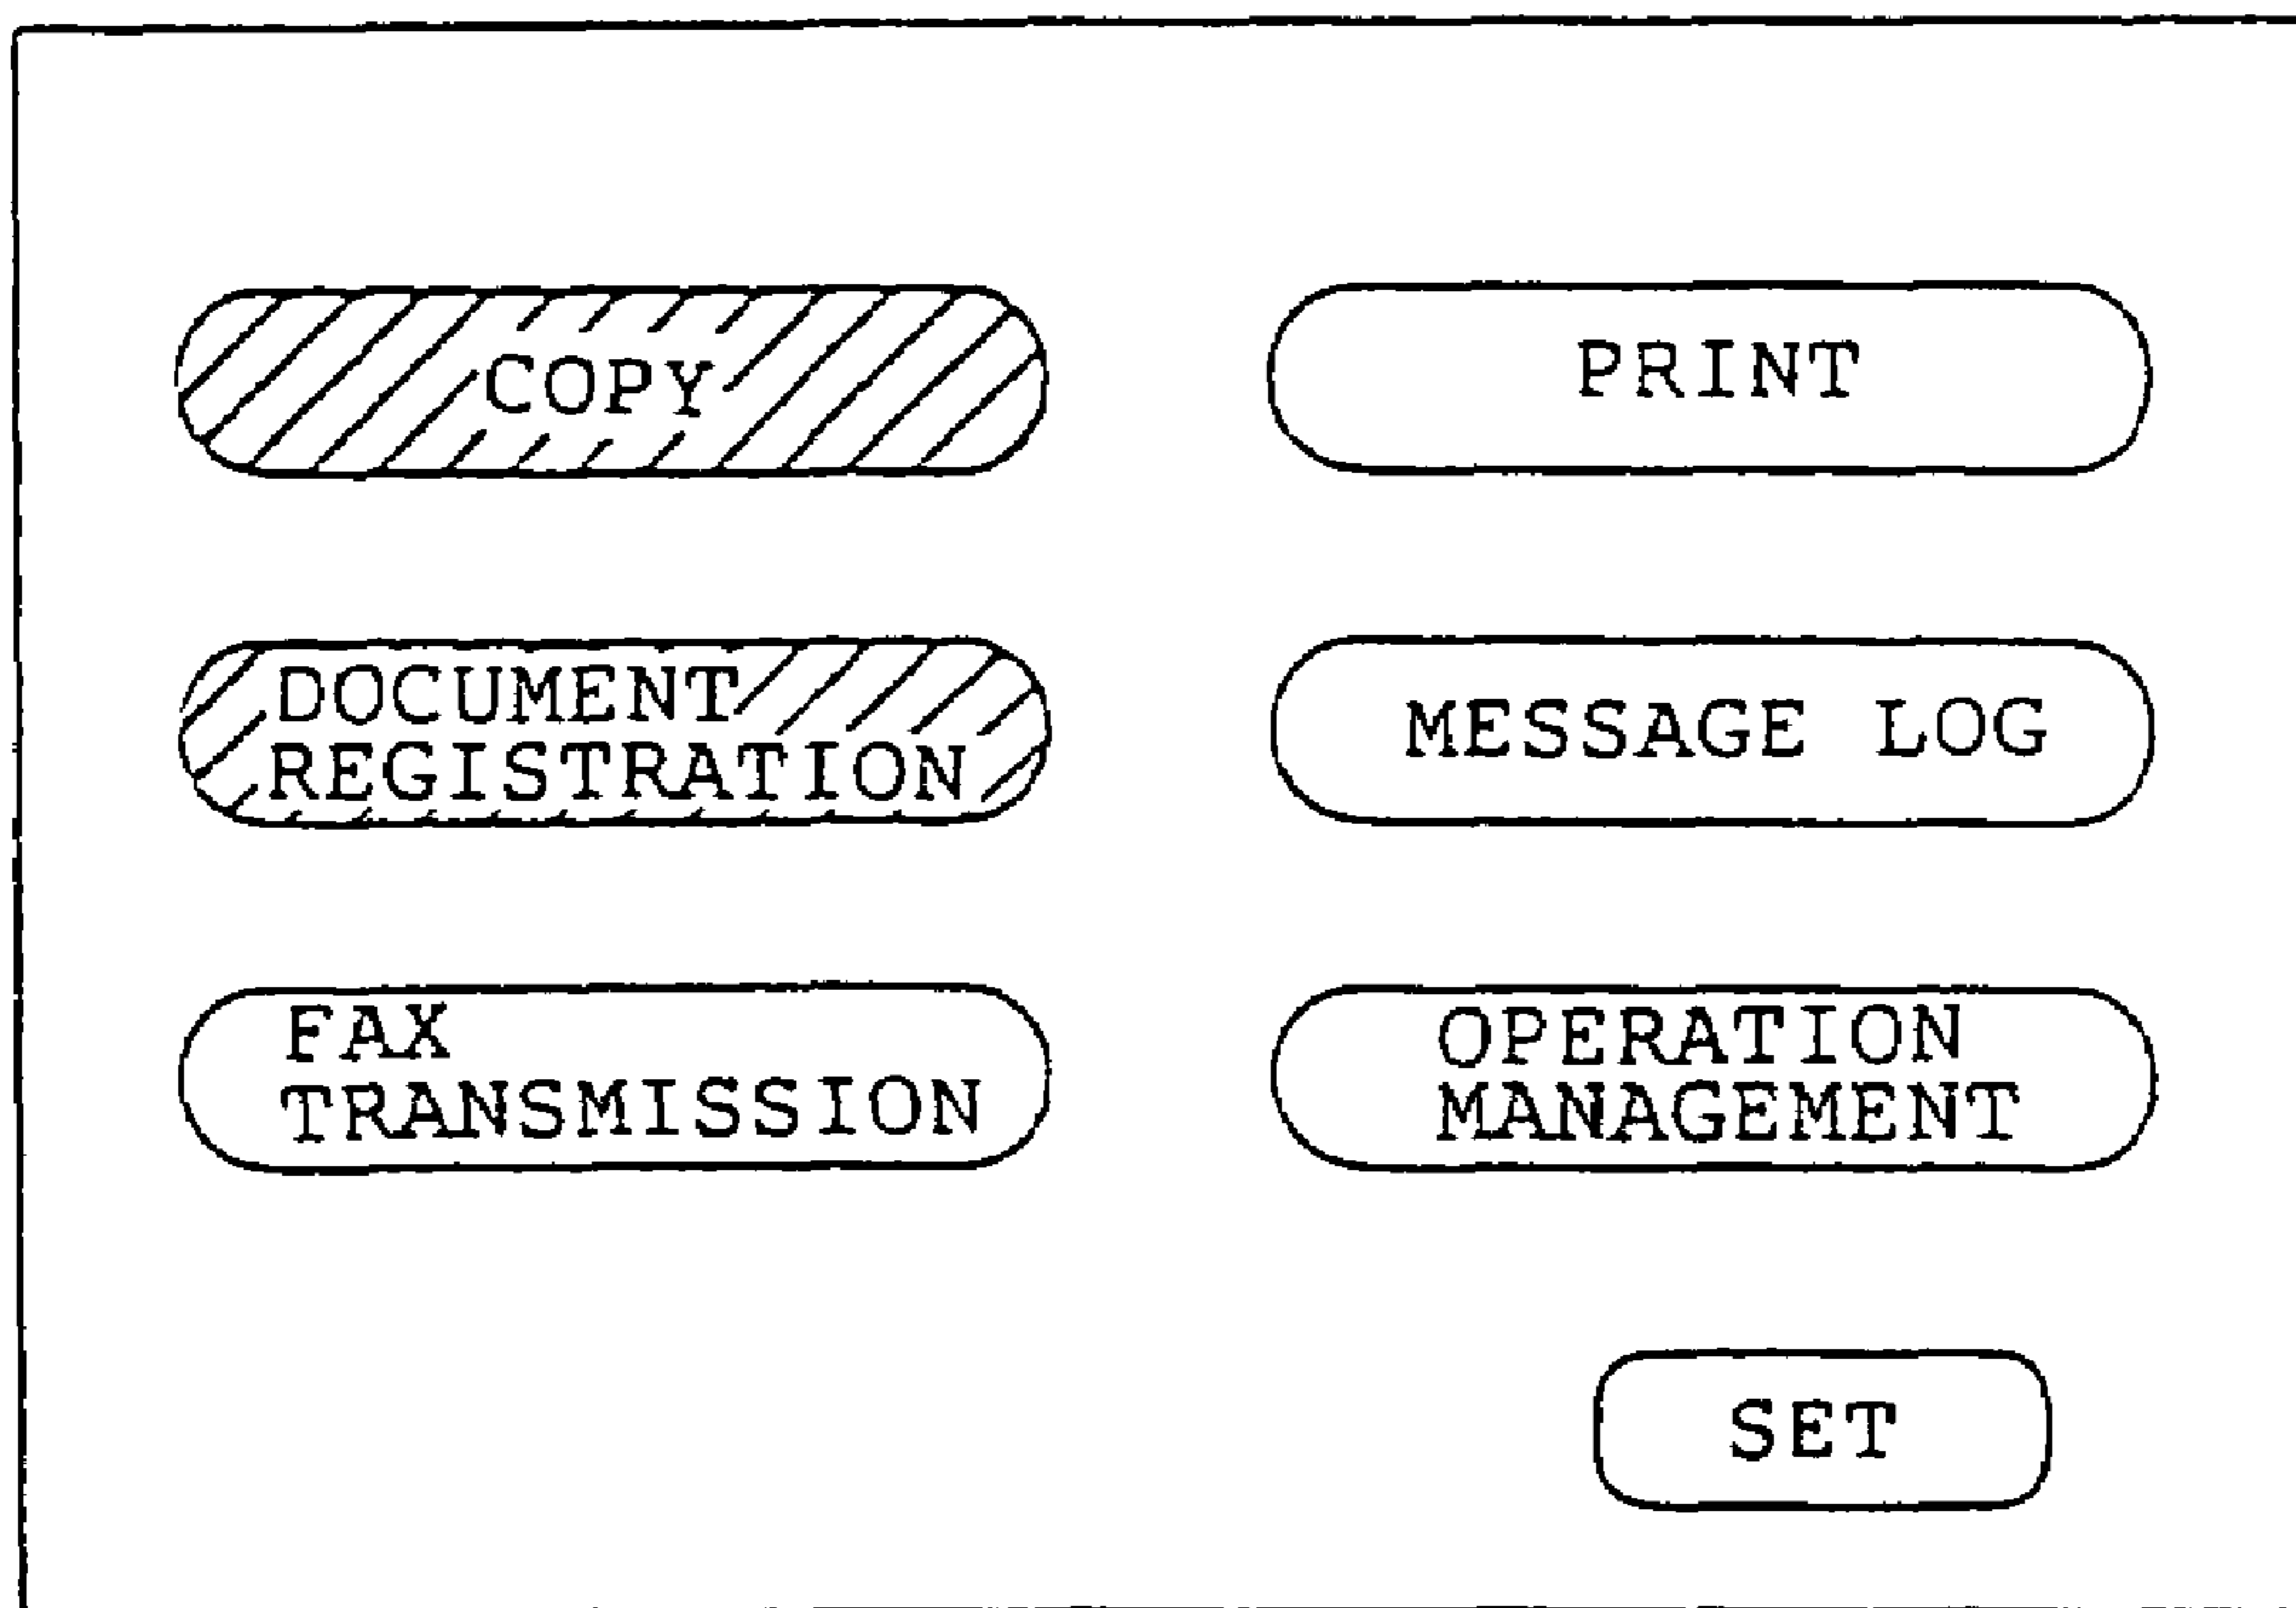 COPY
PRINT
DOCUMENT
REGISTRATION
MESSAGE LOG
FAX
TRANSMISSION
OPERATION
MANAGEMENT
SET